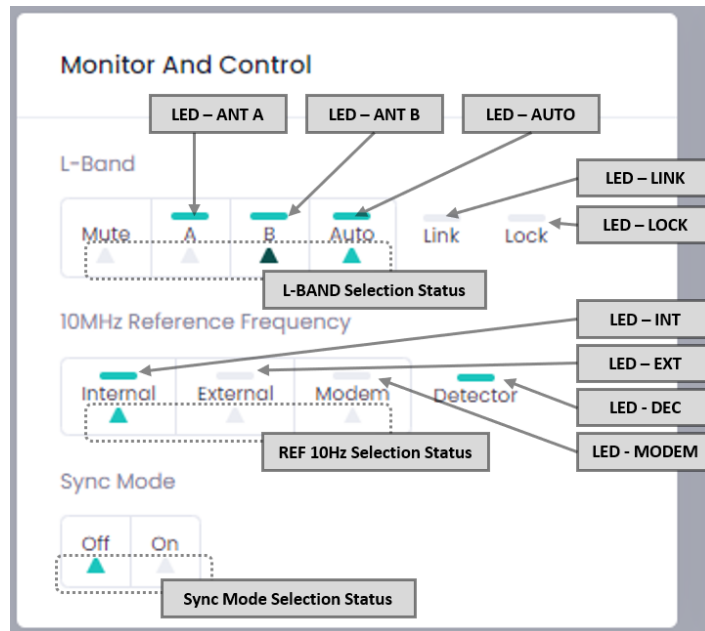 Monitor And Control
LED – ANT A
LED – ANT B
LED – AUTO
L-Band
LED – LINK
Mute
A
B
Auto
Link
Lock
LED – LOCK
L-BAND Selection Status
10MHz Reference Frequency
LED – INT
LED – EXT
Internal
External
Modem
Detector
LED - DEC
REF 10Hz Selection Status
LED - MODEM
Sync Mode
Off
On
Sync Mode Selection Status